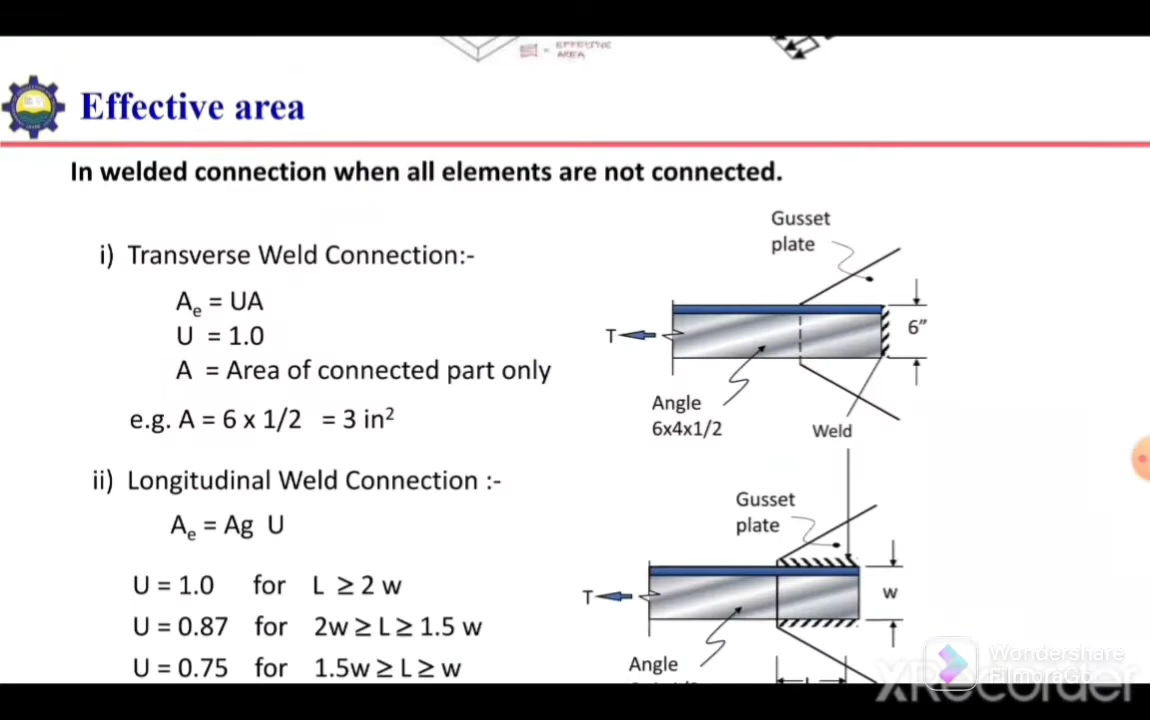 = EFFECTIVE
AREA
Effective area
In welded connection when all elements are not connected.
i) Transverse Weld Connection:-
Ae = UA
U = 1.0
A = Area of connected part only
e.g. A = 6 x 1/2 = 3 in²
Gusset
plate
T
6”
Angle
6x4x1/2
Weld
ii) Longitudinal Weld Connection :-
Ae = Ag U
U = 1.0 for L ≥ 2 w
U = 0.87 for 2w ≥ L ≥ 1.5 w
U = 0.75 for 1.5w ≥ L ≥ w
Gusset
plate
T
w
Angle
L
Wondershare
FilmoraGo
XRecorder